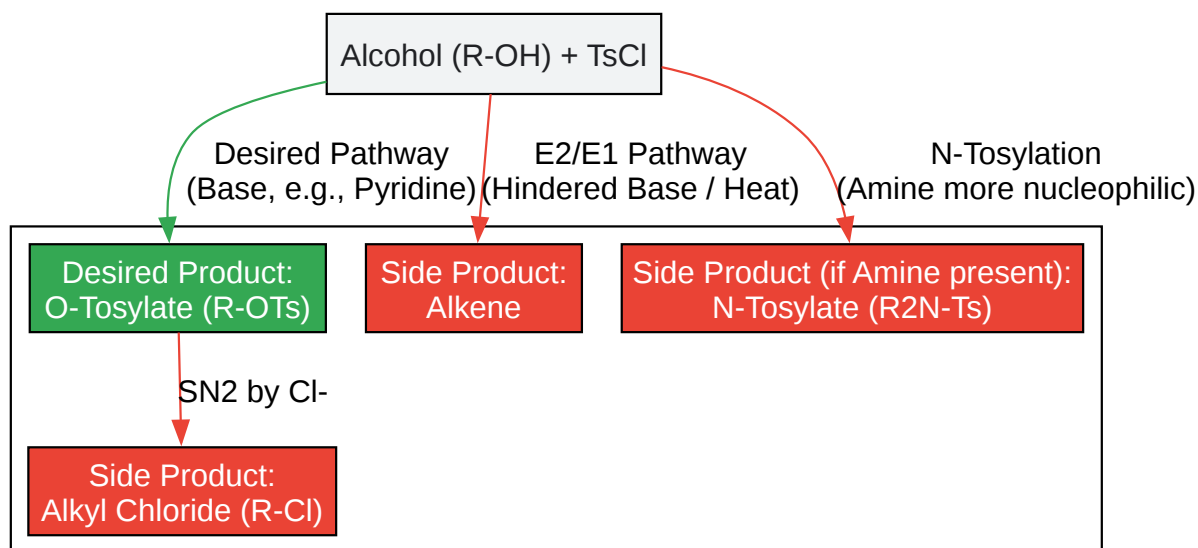 Alcohol (R-OH) + TsCl
Desired Pathway
(Base, e.g., Pyridine)
E2/E1 Pathway
(Hindered Base / Heat)
N-Tosylation
(Amine more nucleophilic)
Desired Product:
O-Tosylate (R-OTs)
Side Product:
Alkene
Side Product (if Amine present):
N-Tosylate (R2N-Ts)
SN2 by Cl-
Side Product:
Alkyl Chloride (R-Cl)